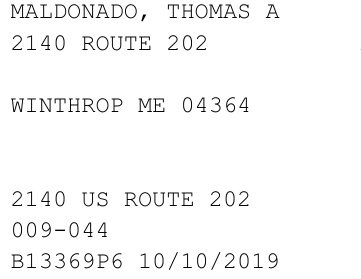 MALDONADO, THOMAS A
2140 ROUTE 202
WINTHROP ME 04364
2140 US ROUTE 202
009-044
B13369P6 10/10/2019